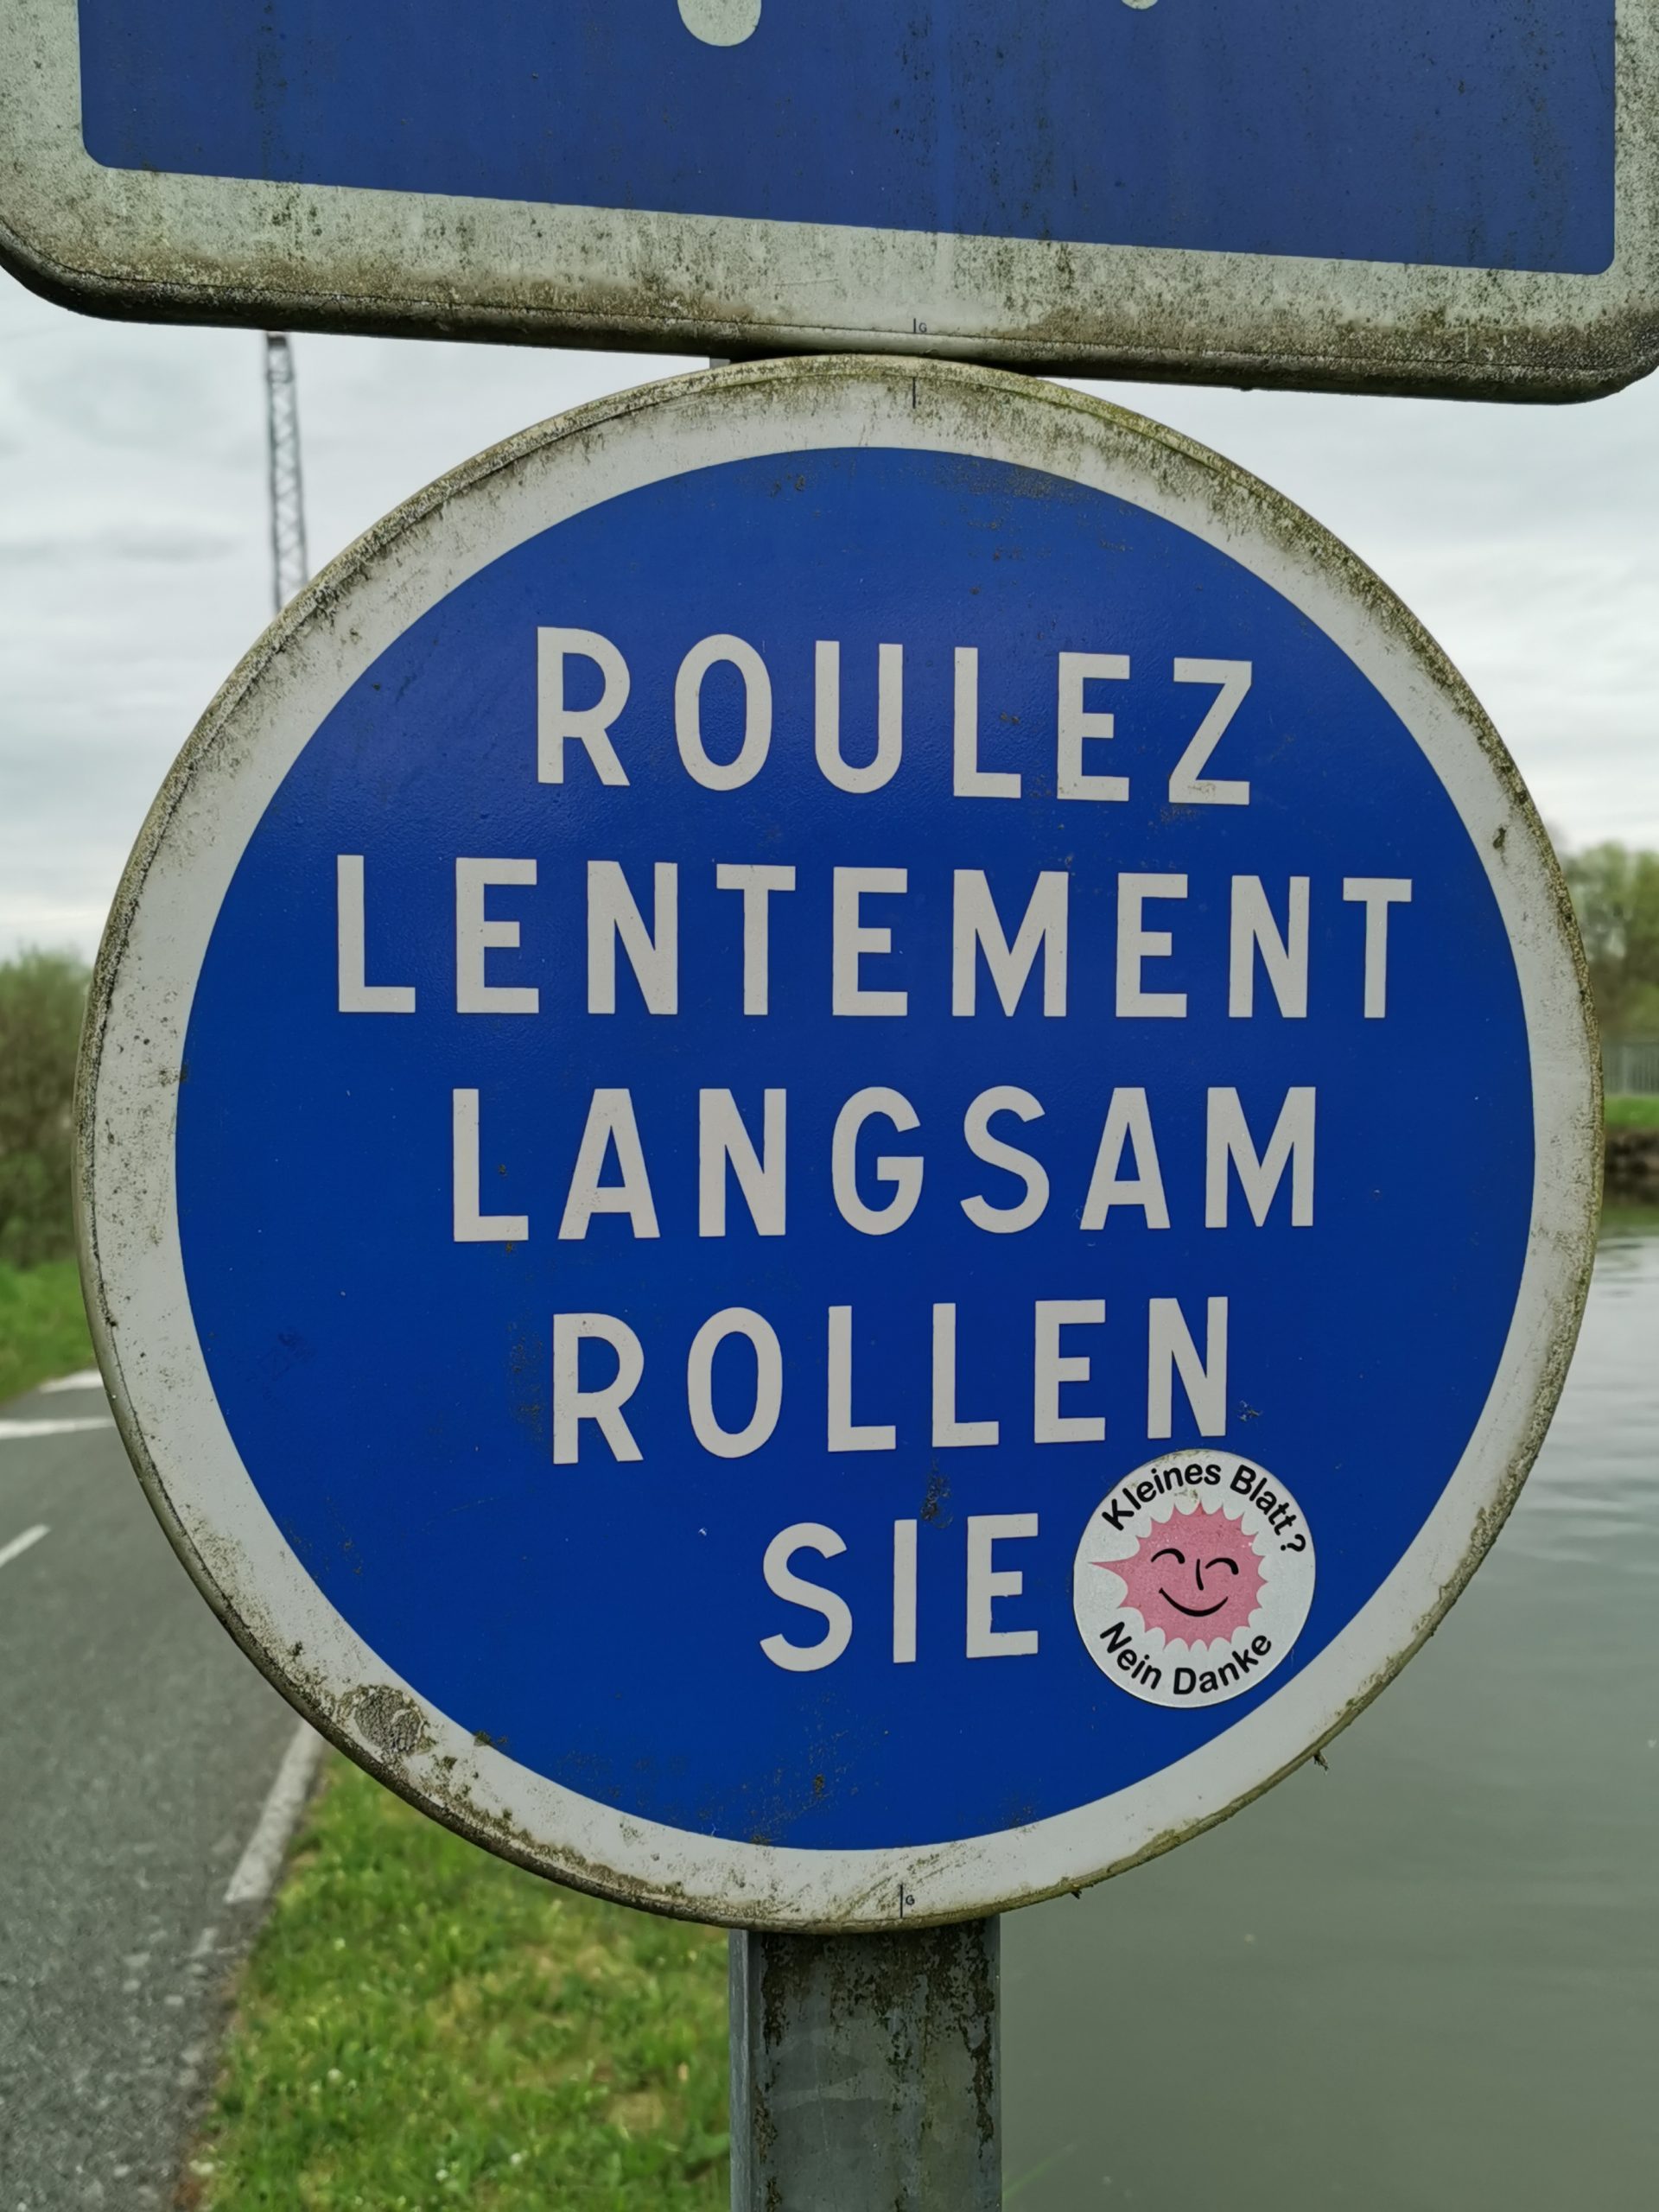 ROULEZ
LENTEMENT
LANGSAM
ROLLEN
SIE
Kleines Blatt?
Nein Danke